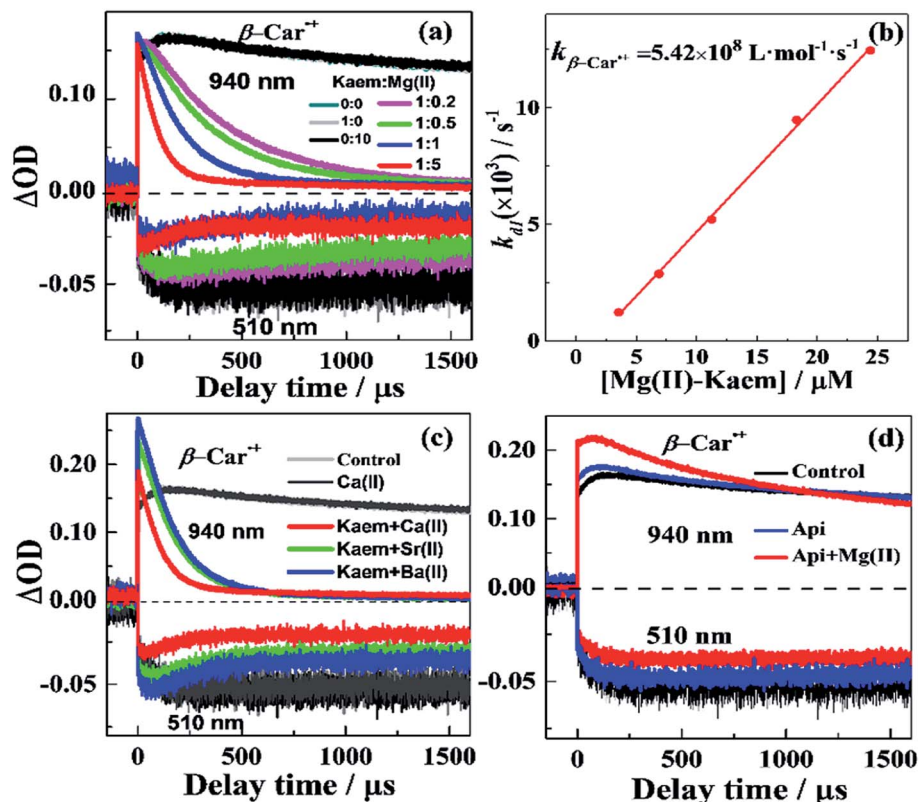 (a)
β–Car•+
940 nm
Kaem:Mg(II)
0:0
1:0
0:10
1:0.2
1:0.5
1:1
1:5
510 nm
ΔOD
0.10
0.00
-0.05
0 500 1000 1500
Delay time / μs
(b)
k β-Car•+ =5.42×10⁸ L·mol⁻¹·s⁻¹
k dl (×10³) / s⁻¹
10
5
0
0 5 10 15 20 25
[Mg(II)-Kaem] / μM
(c)
β–Car•+
Control
Ca(II)
Kaem+Ca(II)
Kaem+Sr(II)
Kaem+Ba(II)
940 nm
510 nm
ΔOD
0.20
0.10
0.00
-0.05
0 500 1000 1500
Delay time / μs
(d)
β–Car•+
Control
Api
Api+Mg(II)
940 nm
510 nm
0.20
0.10
0.00
-0.05
0 500 1000 1500
Delay time / μs